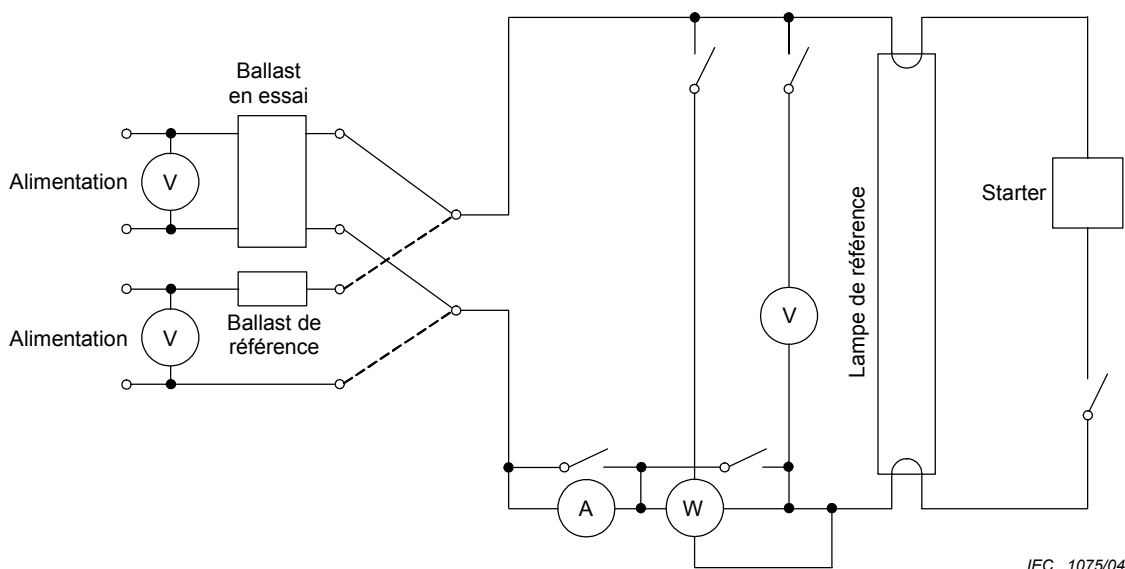 Ballast
en essai
Alimentation
V
Alimentation
V
Ballast de
référence
A
W
V
Lampe de référence
Starter
IEC 1075/04